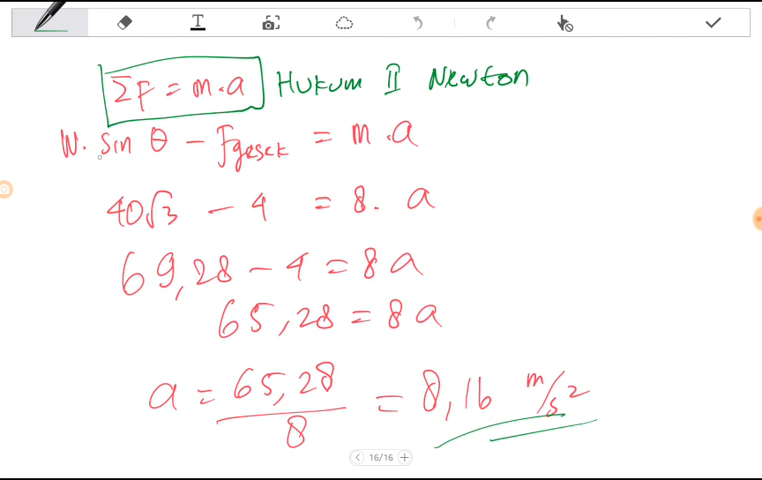 T
ΣF = m.a Hukum II Newton
W. sin θ - fgesek = m .a
40√3 - 4 = 8. a
69,28 - 4 = 8 a
65,28 = 8 a
a = 65,28/8 = 8,16 m/s²
16/16